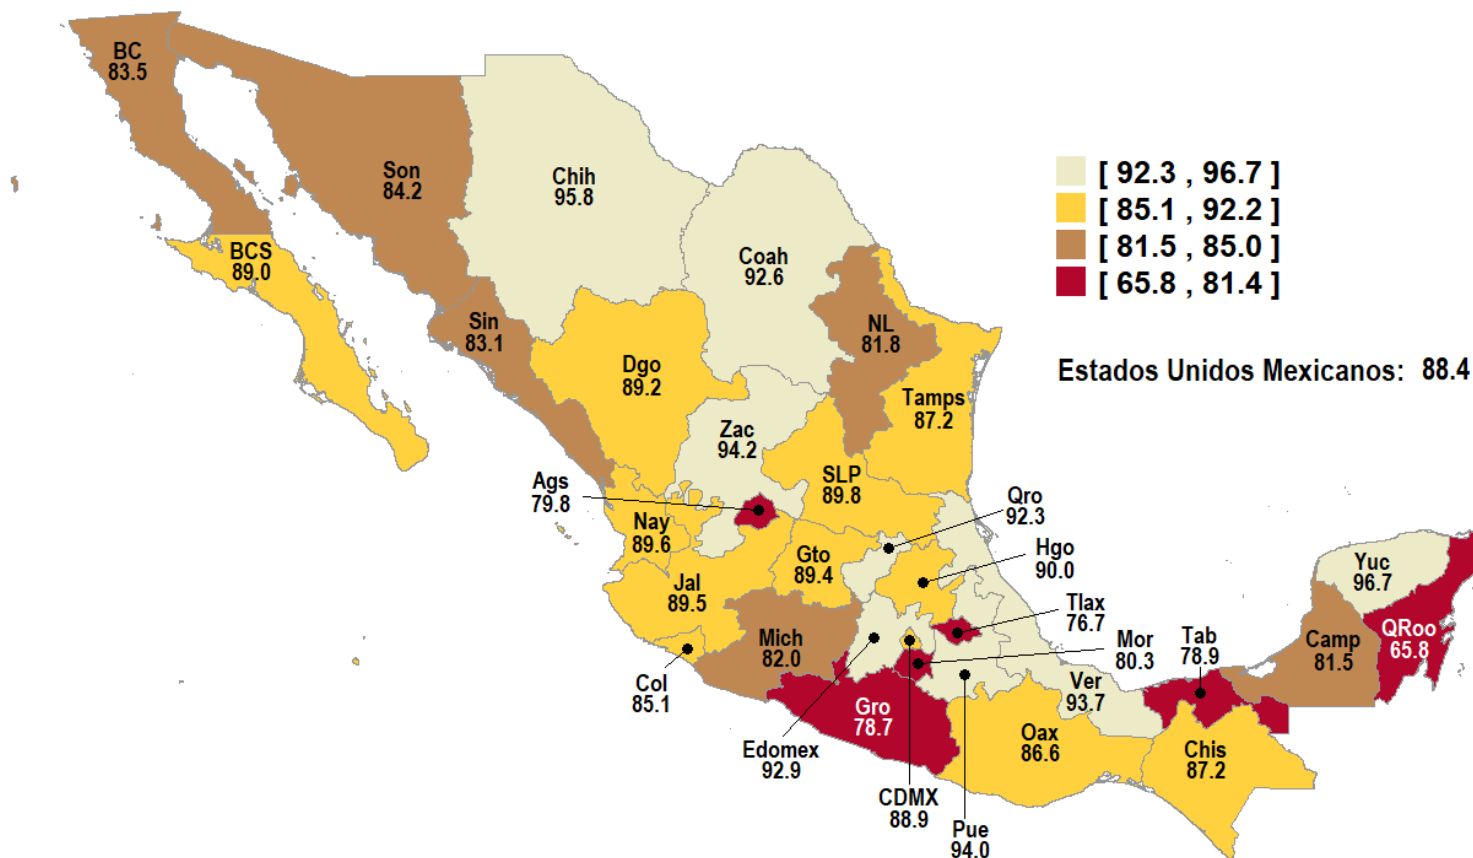 BC
83.5
Son
84.2
Chih
95.8
[ 92.3 , 96.7 ]
[ 85.1 , 92.2 ]
[ 81.5 , 85.0 ]
[ 65.8 , 81.4 ]
BCS
89.0
Coah
92.6
Sin
83.1
NL
81.8
Dgo
89.2
Estados Unidos Mexicanos: 88.4
Tamps
87.2
Zac
94.2
SLP
89.8
Ags
79.8
Qro
92.3
Nay
89.6
Gto
89.4
Hgo
90.0
Yuc
96.7
Jal
89.5
Tlax
76.7
Mich
82.0
Mor
80.3
Tab
78.9
Camp
81.5
QRoo
65.8
Col
85.1
Ver
93.7
Gro
78.7
Edomex
92.9
Oax
86.6
Chis
87.2
CDMX
88.9
Pue
94.0